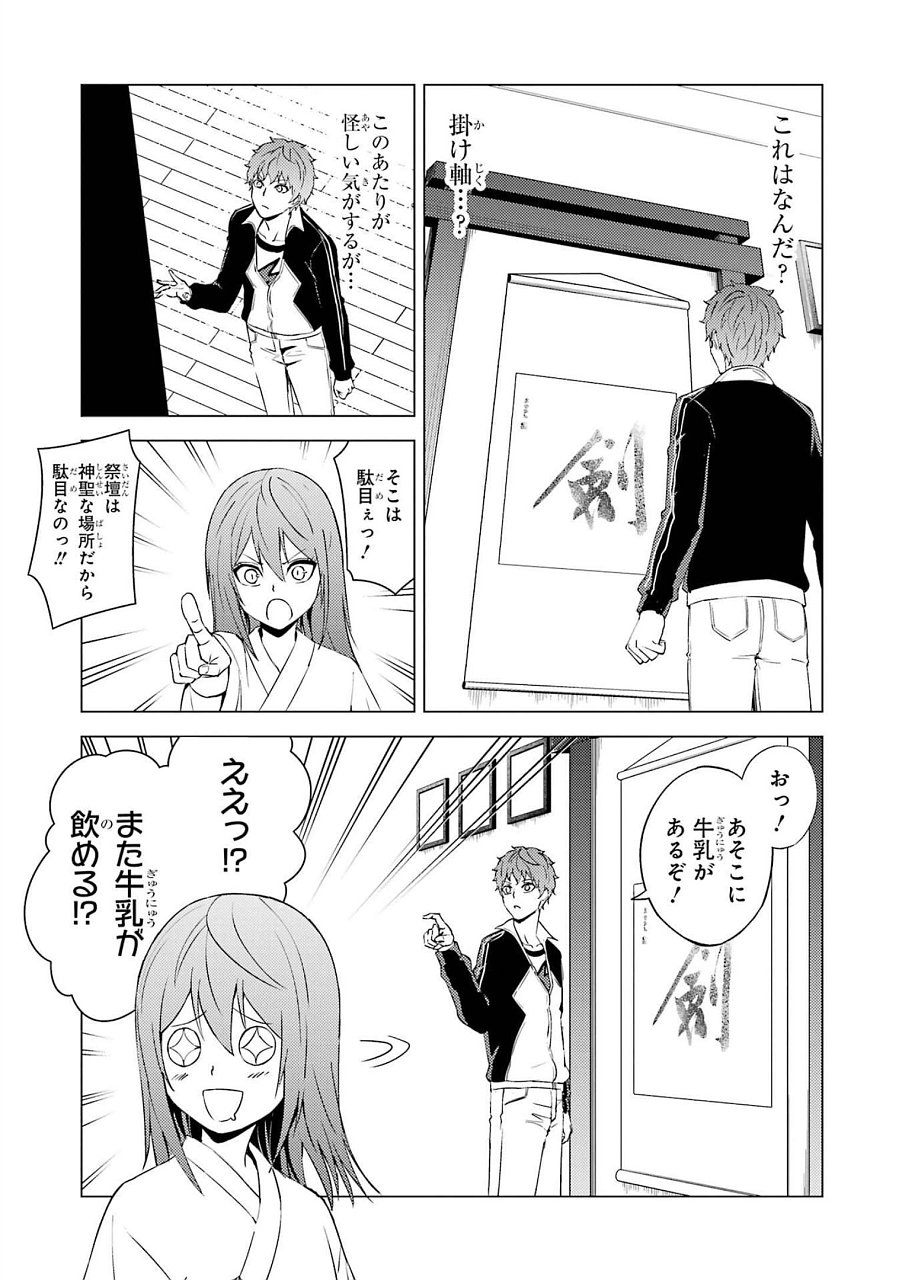 これはなんだ？
掛け軸…？
剣
このあたりが
怪しい気がするが…
そこは
駄目ぇっ！
祭壇は
神聖な場所だから
駄目なのっ！！
おっ！
あそこに
牛乳が
あるぞ！
剣
ええっ！？
また牛乳が
飲める！？